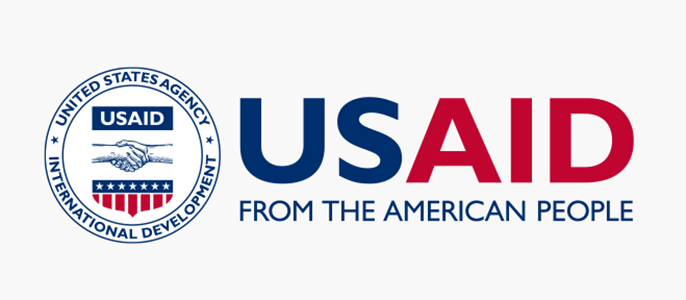 UNITED STATES AGENCY
USAID
INTERNATIONAL DEVELOPMENT
USAID
FROM THE AMERICAN PEOPLE